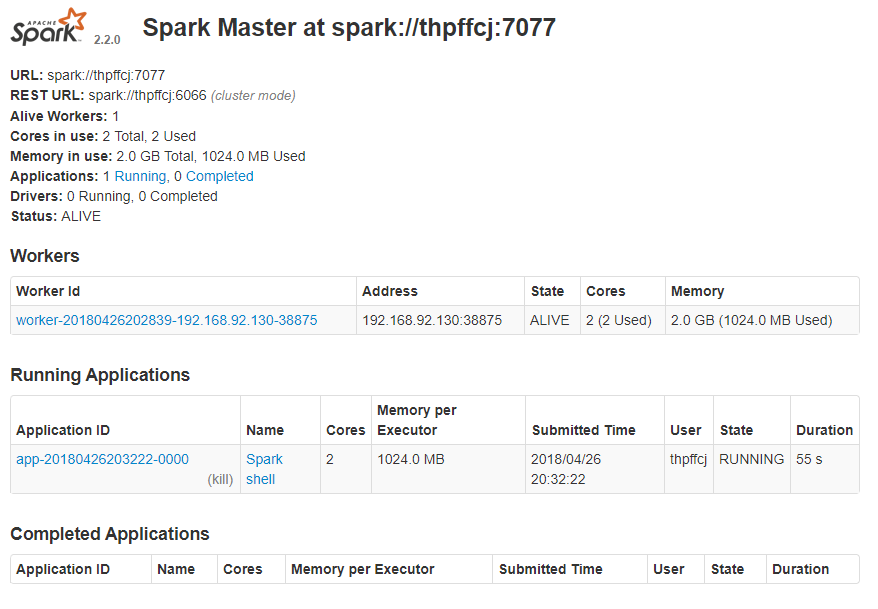 APACHE
Spark 2.2.0 Spark Master at spark://thpffcj:7077
URL: spark://thpffcj:7077
REST URL: spark://thpffcj:6066 (cluster mode)
Alive Workers: 1
Cores in use: 2 Total, 2 Used
Memory in use: 2.0 GB Total, 1024.0 MB Used
Applications: 1 Running, 0 Completed
Drivers: 0 Running, 0 Completed
Status: ALIVE
Workers
Worker Id Address State Cores Memory
worker-20180426202839-192.168.92.130-38875 192.168.92.130:38875 ALIVE 2 (2 Used) 2.0 GB (1024.0 MB Used)
Running Applications
Memory per
Application ID Name Cores Executor Submitted Time User State Duration
app-20180426203222-0000 Spark 2 1024.0 MB 2018/04/26 thpffcj RUNNING 55 s
(kill) shell 20:32:22
Completed Applications
Application ID Name Cores Memory per Executor Submitted Time User State Duration